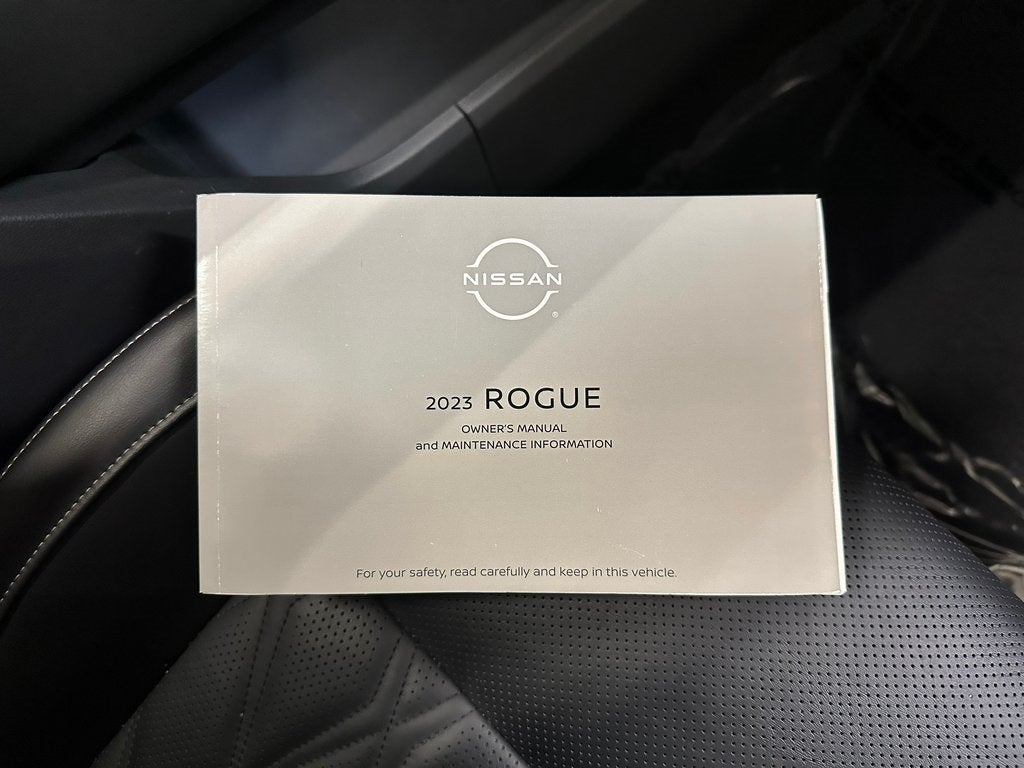 NISSAN
®
2023 ROGUE
OWNER'S MANUAL
and MAINTENANCE INFORMATION
For your safety, read carefully and keep in this vehicle.